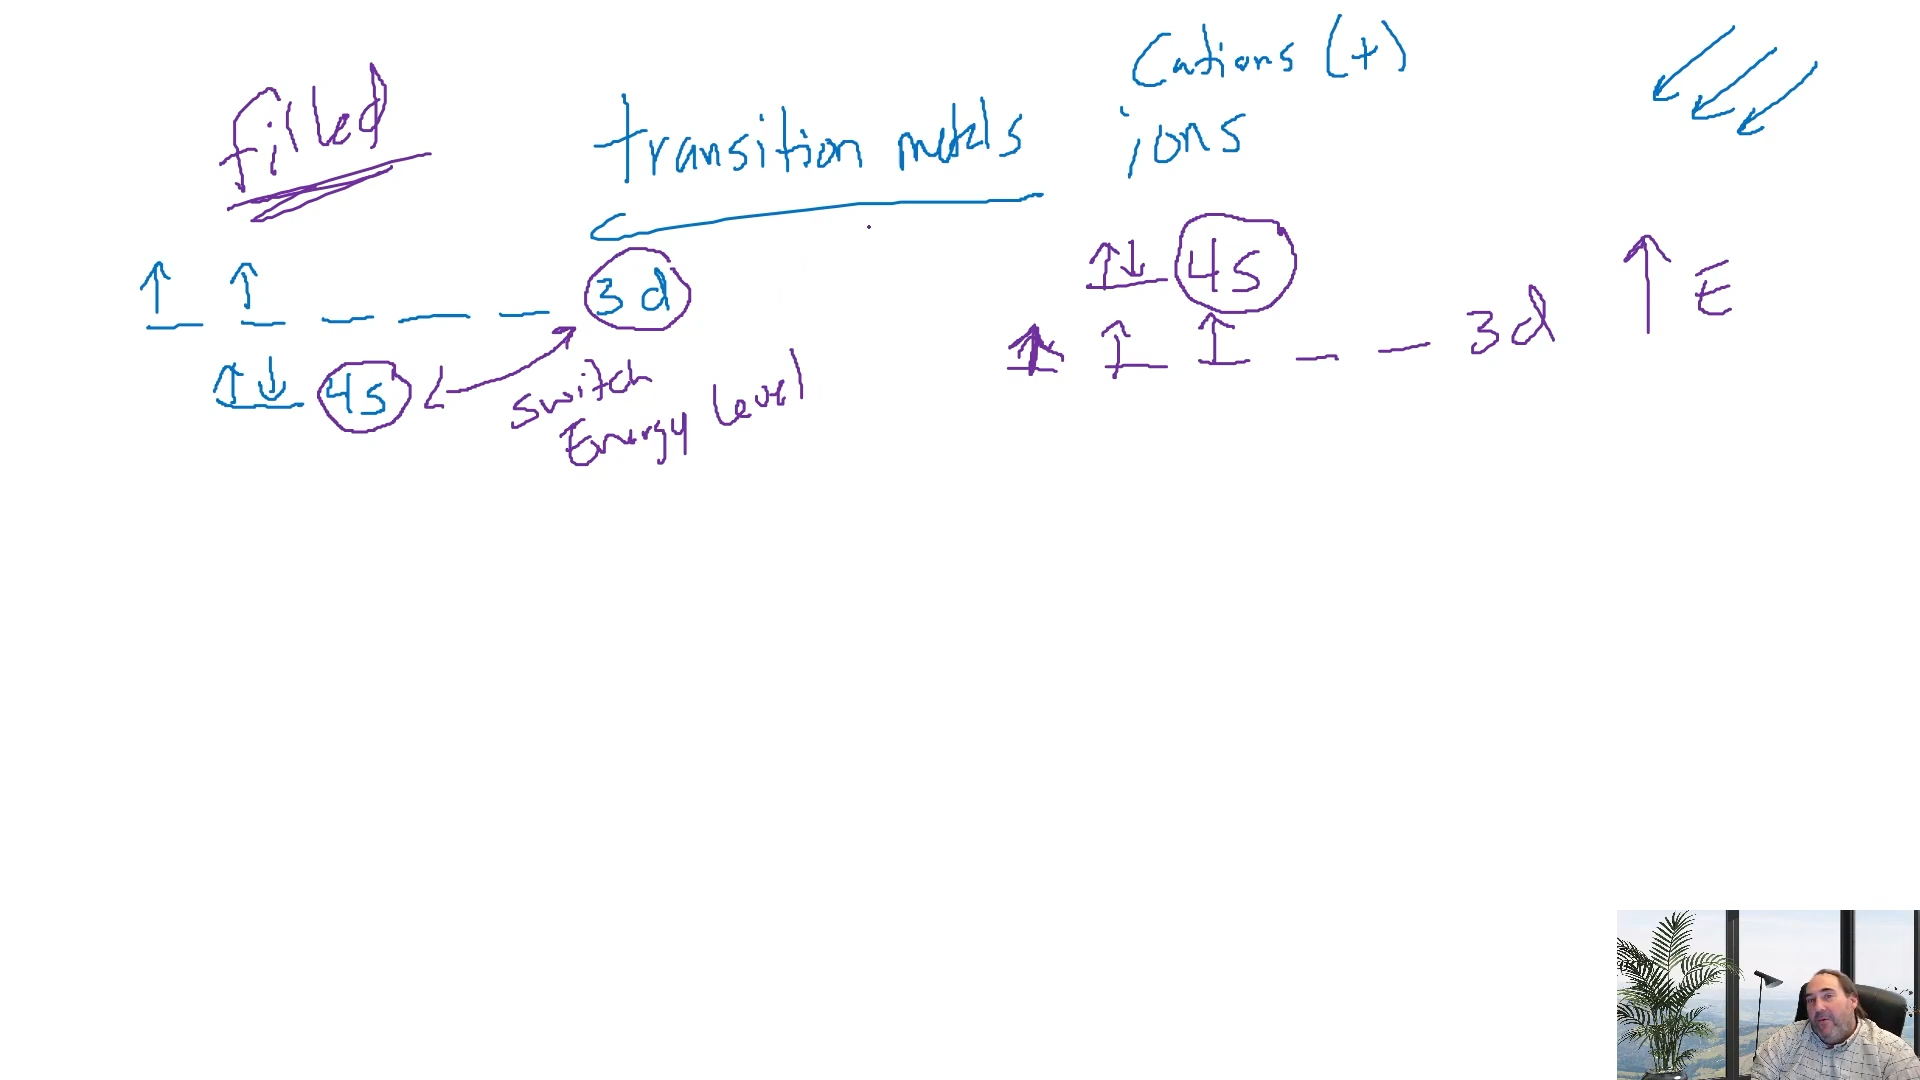 Cations (+)
filled
transition metals ions
3d
4s
switch
Energy Level
4s
3d
E